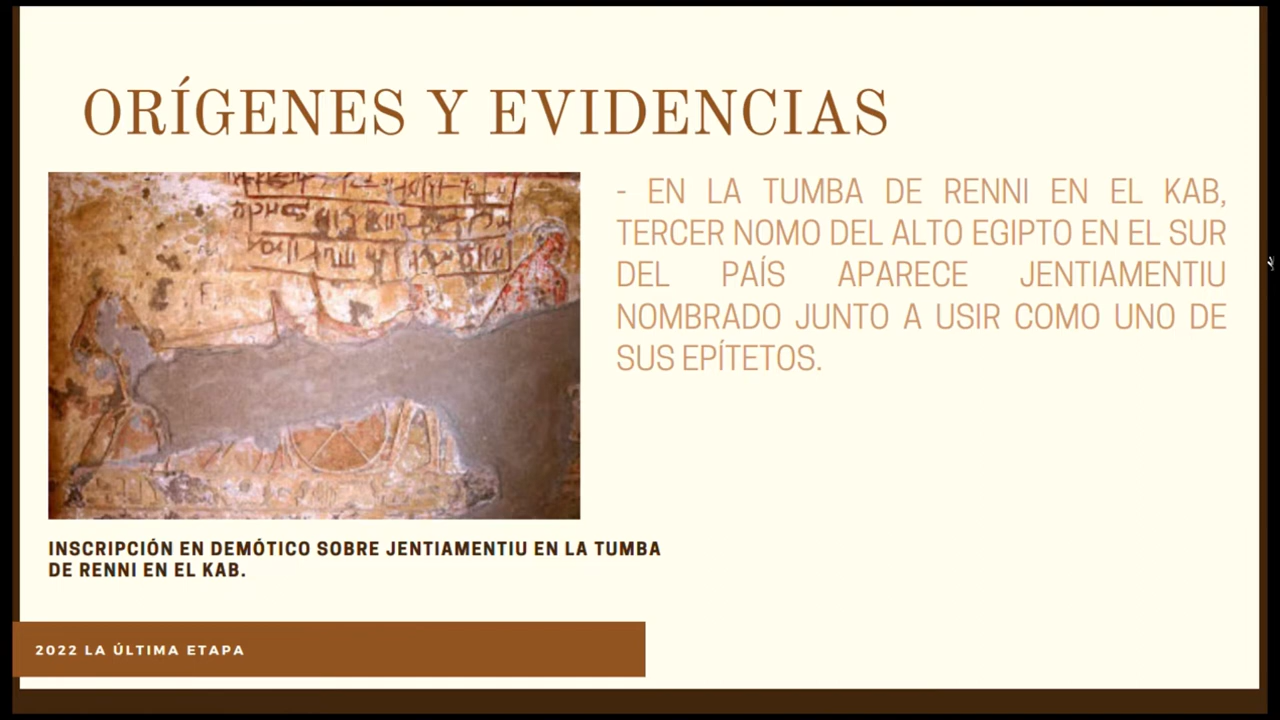 ORÍGENES Y EVIDENCIAS
- EN LA TUMBA DE RENNI EN EL KAB,
TERCER NOMO DEL ALTO EGIPTO EN EL SUR
DEL PAÍS APARECE JENTIAMENTIU
NOMBRADO JUNTO A USIR COMO UNO DE
SUS EPÍTETOS.
INSCRIPCIÓN EN DEMÓTICO SOBRE JENTIAMENTIU EN LA TUMBA
DE RENNI EN EL KAB.
2022 LA ÚLTIMA ETAPA